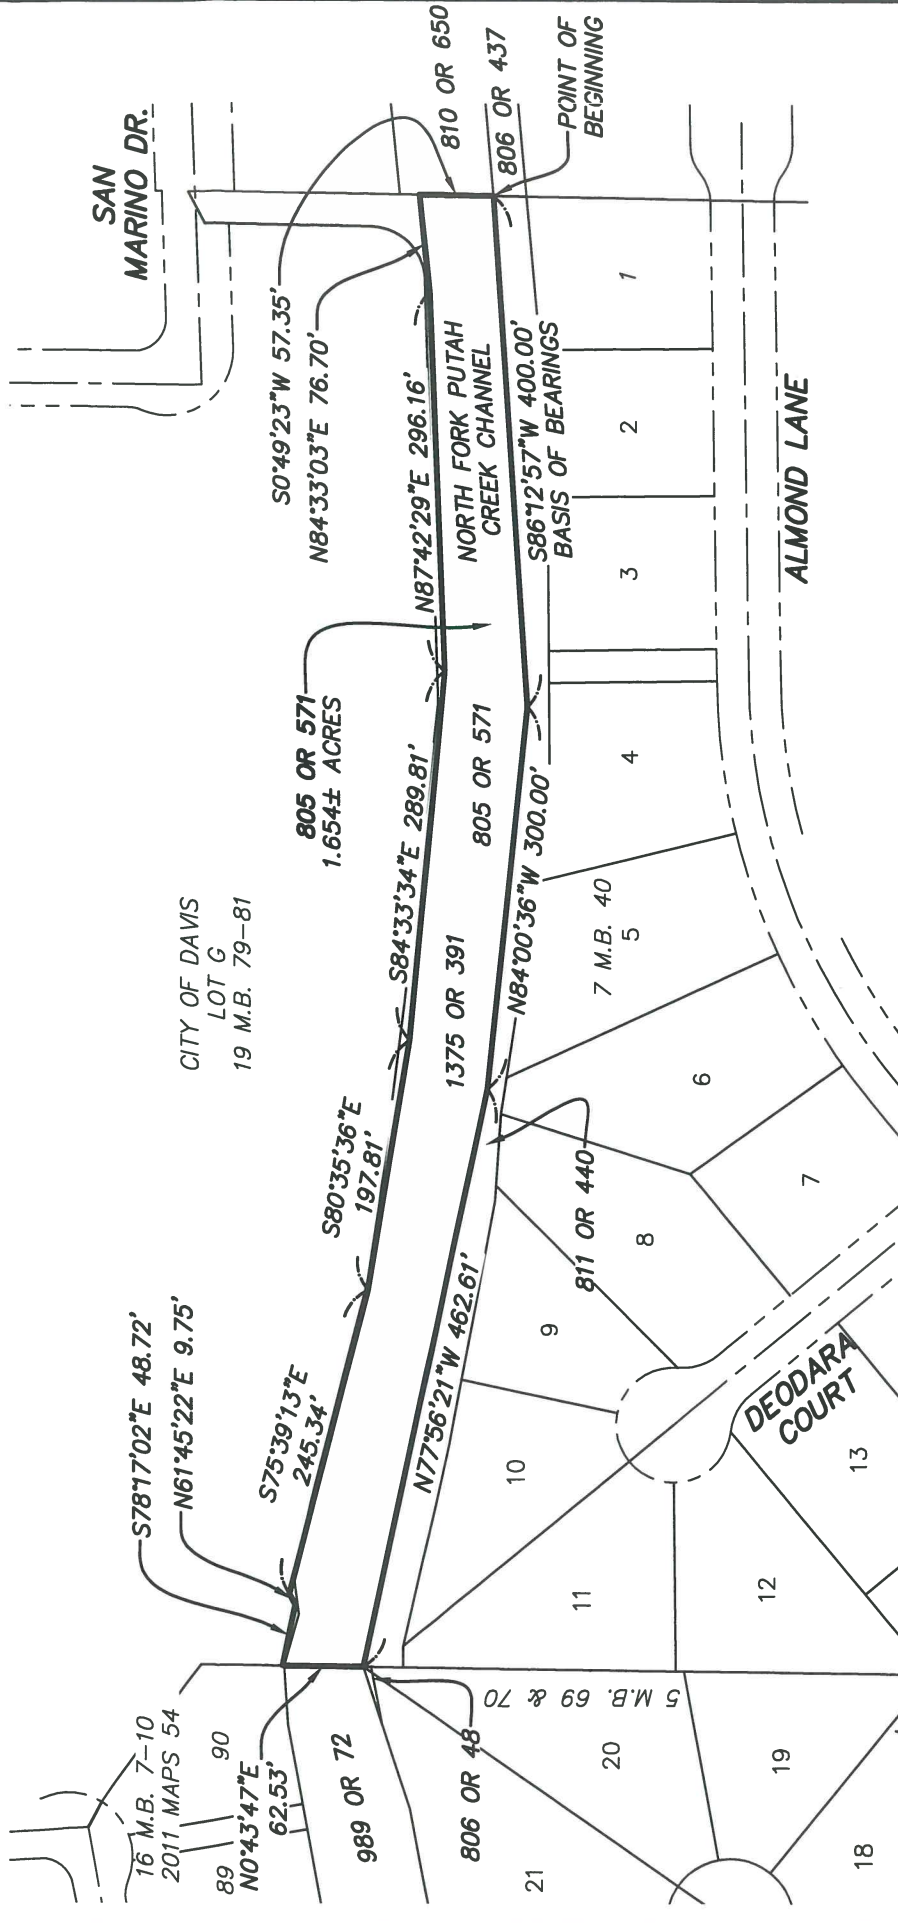 16 M.B. 7-10
2011 MAPS 54
89
90
N0°43'47"E
62.53'
989 OR 72
806 OR 48
21
20
19
18
5 M.B. 69 & 70
S78°17'02"E 48.72'
N61°45'22"E 9.75'
S75°39'13"E
245.34'
S80°35'36"E
197.81'
CITY OF DAVIS
LOT G
19 M.B. 79-81
S84°33'34"E 289.81'
805 OR 571
1.654± ACRES
N87°42'29"E 296.16'
N84°33'03"E 76.70'
S0°49'23"W 57.35'
SAN
MARINO DR.
810 OR 650
806 OR 437
POINT OF
BEGINNING
NORTH FORK PUTAH
CREEK CHANNEL
805 OR 571
1375 OR 391
S86°12'57"W 400.00'
BASIS OF BEARINGS
N84°00'36"W 300.00'
N77°56'21"W 462.61'
811 OR 440
7 M.B. 40
1
2
3
4
5
6
7
8
9
10
11
12
13
ALMOND LANE
DEODARA
COURT